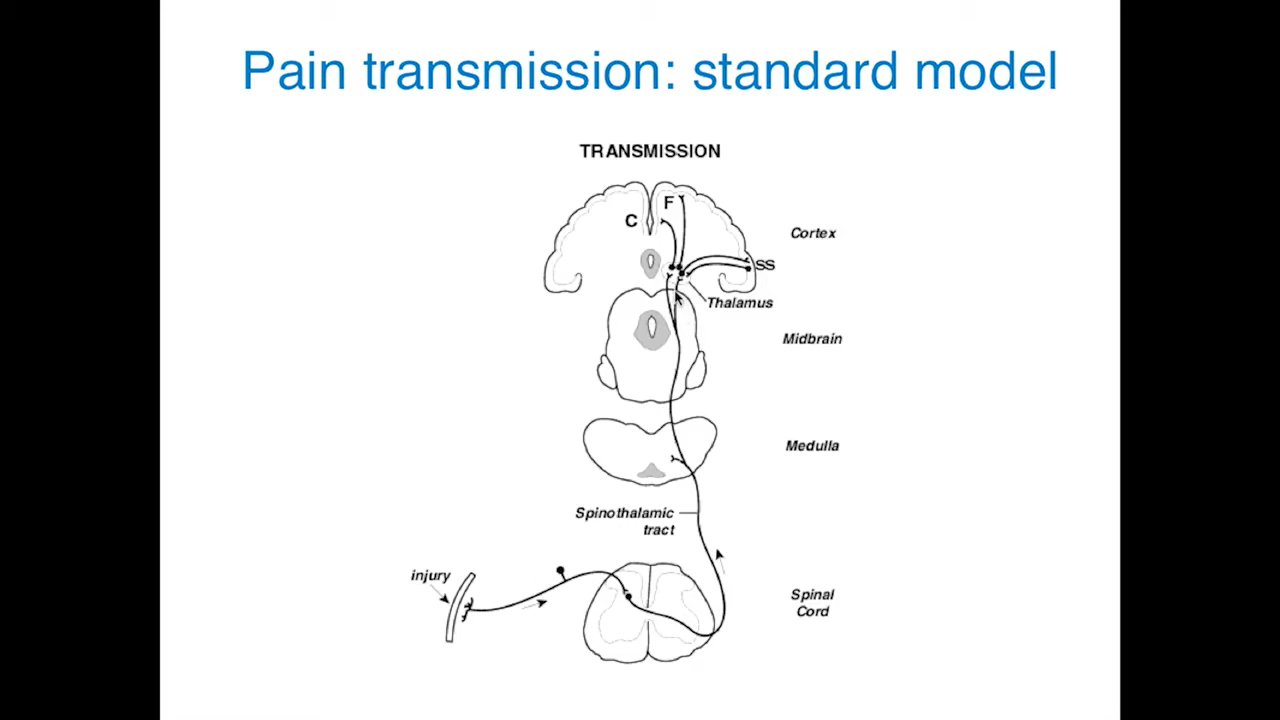 Pain transmission: standard model
TRANSMISSION
F
C
Cortex
SS
Thalamus
Midbrain
Medulla
Spinothalamic
tract
injury
Spinal
Cord